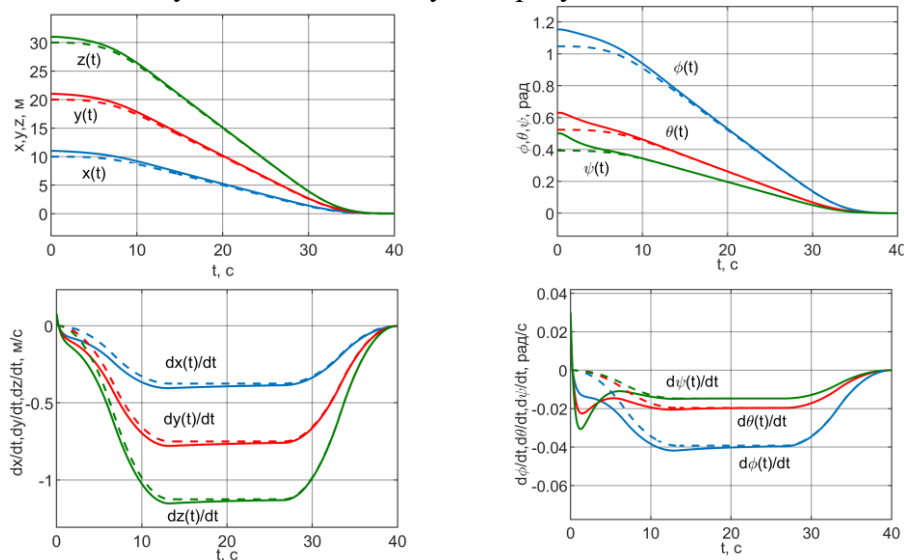 x,y,z, м
30
25
20
15
10
5
0
z(t)
y(t)
x(t)
0
10
20
30
40
t, с
ϕ,θ,ψ, рад
1.2
1
0.8
0.6
0.4
0.2
0
ϕ(t)
θ(t)
ψ(t)
0
10
20
30
40
t, с
dx/dt,dy/dt,dz/dt, м/с
0
-0.5
-1
dx(t)/dt
dy(t)/dt
dz(t)/dt
0
10
20
30
40
t, с
dϕ/dt,dθ/dt,dψ/dt, рад/с
0.04
0.02
0
-0.02
-0.04
-0.06
dψ(t)/dt
dθ(t)/dt
dϕ(t)/dt
0
10
20
30
40
t, с